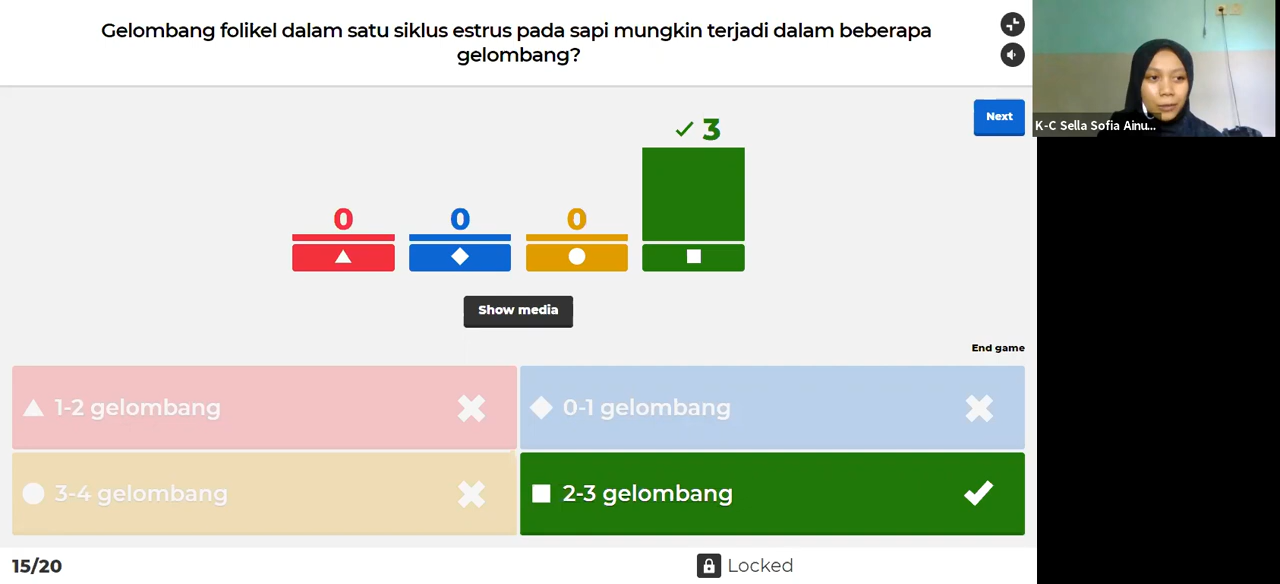 Gelombang folikel dalam satu siklus estrus pada sapi mungkin terjadi dalam beberapa
gelombang?
Next
K-C Sella Sofia Ainu...
3
0
0
0
Show media
End game
1-2 gelombang
0-1 gelombang
3-4 gelombang
2-3 gelombang
15/20
Locked